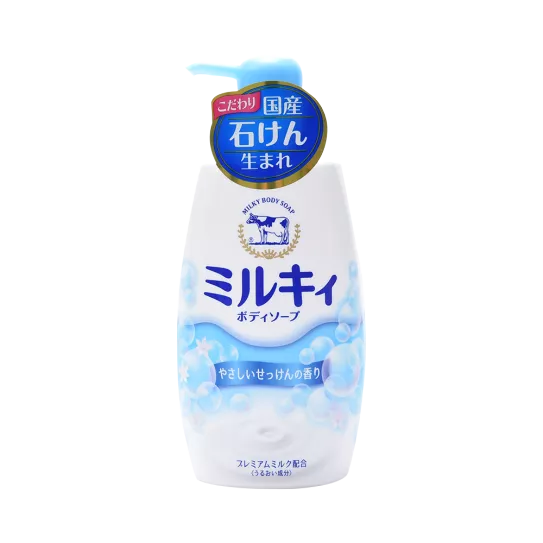 こだわり
国産
石けん
生まれ
MILKY BODY SOAP
ミルキィ
ボディソープ
やさしいせっけんの香り
プレミアムミルク配合
(うるおい成分)